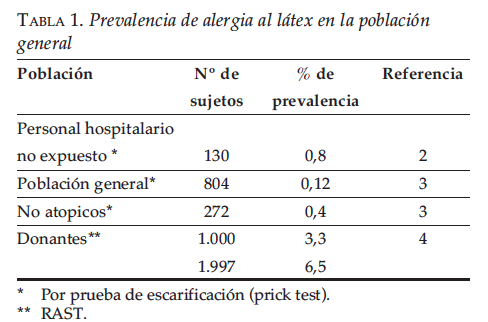 TABLA 1. Prevalencia de alergia al látex en la población
general
Población Nº de % de Referencia
sujetos prevalencia
Personal hospitalario
no expuesto * 130 0,8 2
Población general* 804 0,12 3
No atopicos* 272 0,4 3
Donantes** 1.000 3,3 4
1.997 6,5
* Por prueba de escarificación (prick test).
** RAST.